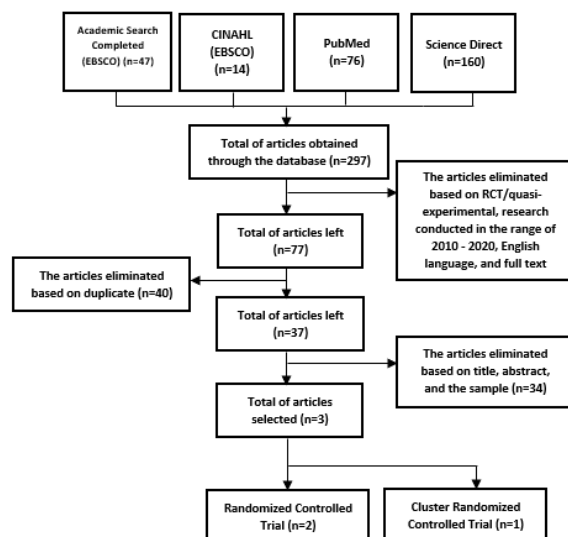 Academic Search
Completed
(EBSCO) (n=47)
CINAHL
(EBSCO)
(n=14)
PubMed
(n=76)
Science Direct
(n=160)
Total of articles obtained
through the database (n=297)
The articles eliminated
based on RCT/quasi-
experimental, research
conducted in the range of
2010 - 2020, English
language, and full text
Total of articles left
(n=77)
The articles eliminated
based on duplicate (n=40)
Total of articles left
(n=37)
The articles eliminated
based on title, abstract,
and the sample (n=34)
Total of articles
selected (n=3)
Randomized Controlled
Trial (n=2)
Cluster Randomized
Controlled Trial (n=1)